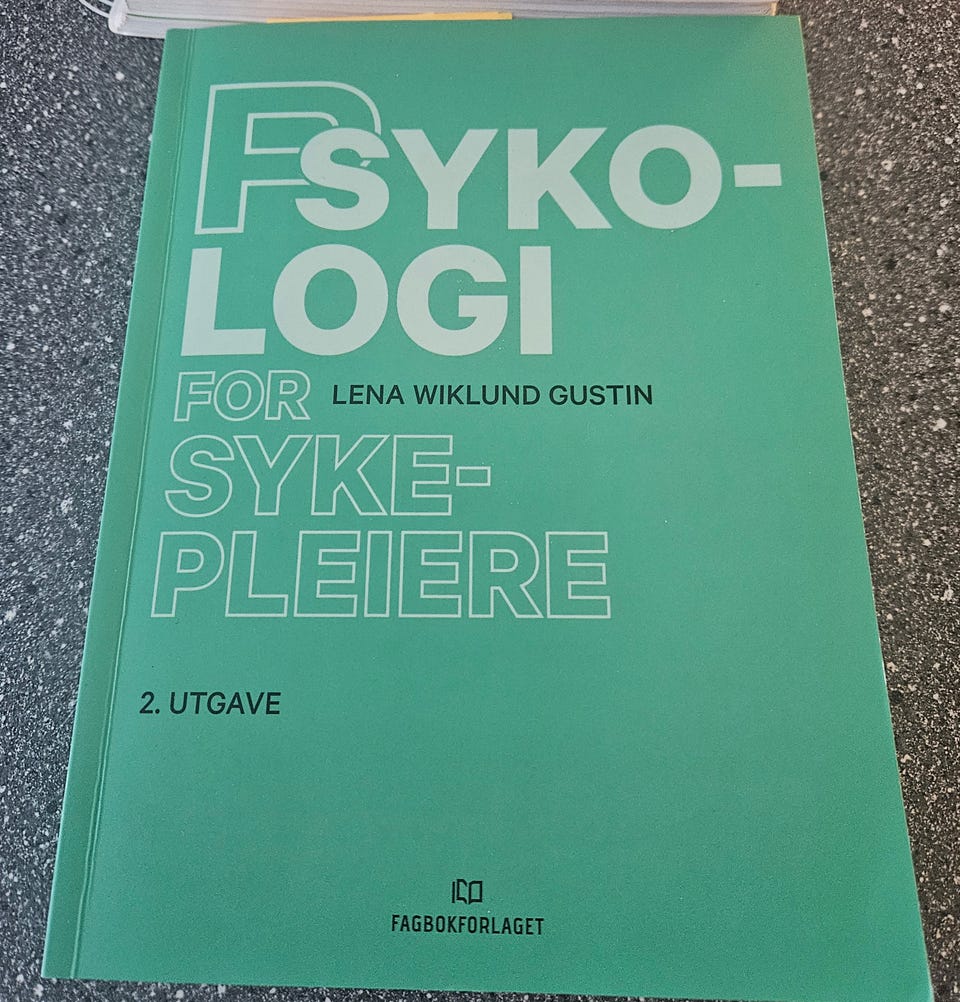 PSYKO-
LOGI
FOR LENA WIKLUND GUSTIN
SYKE-
PLEIERE
2. UTGAVE
FAGBOKFORLAGET